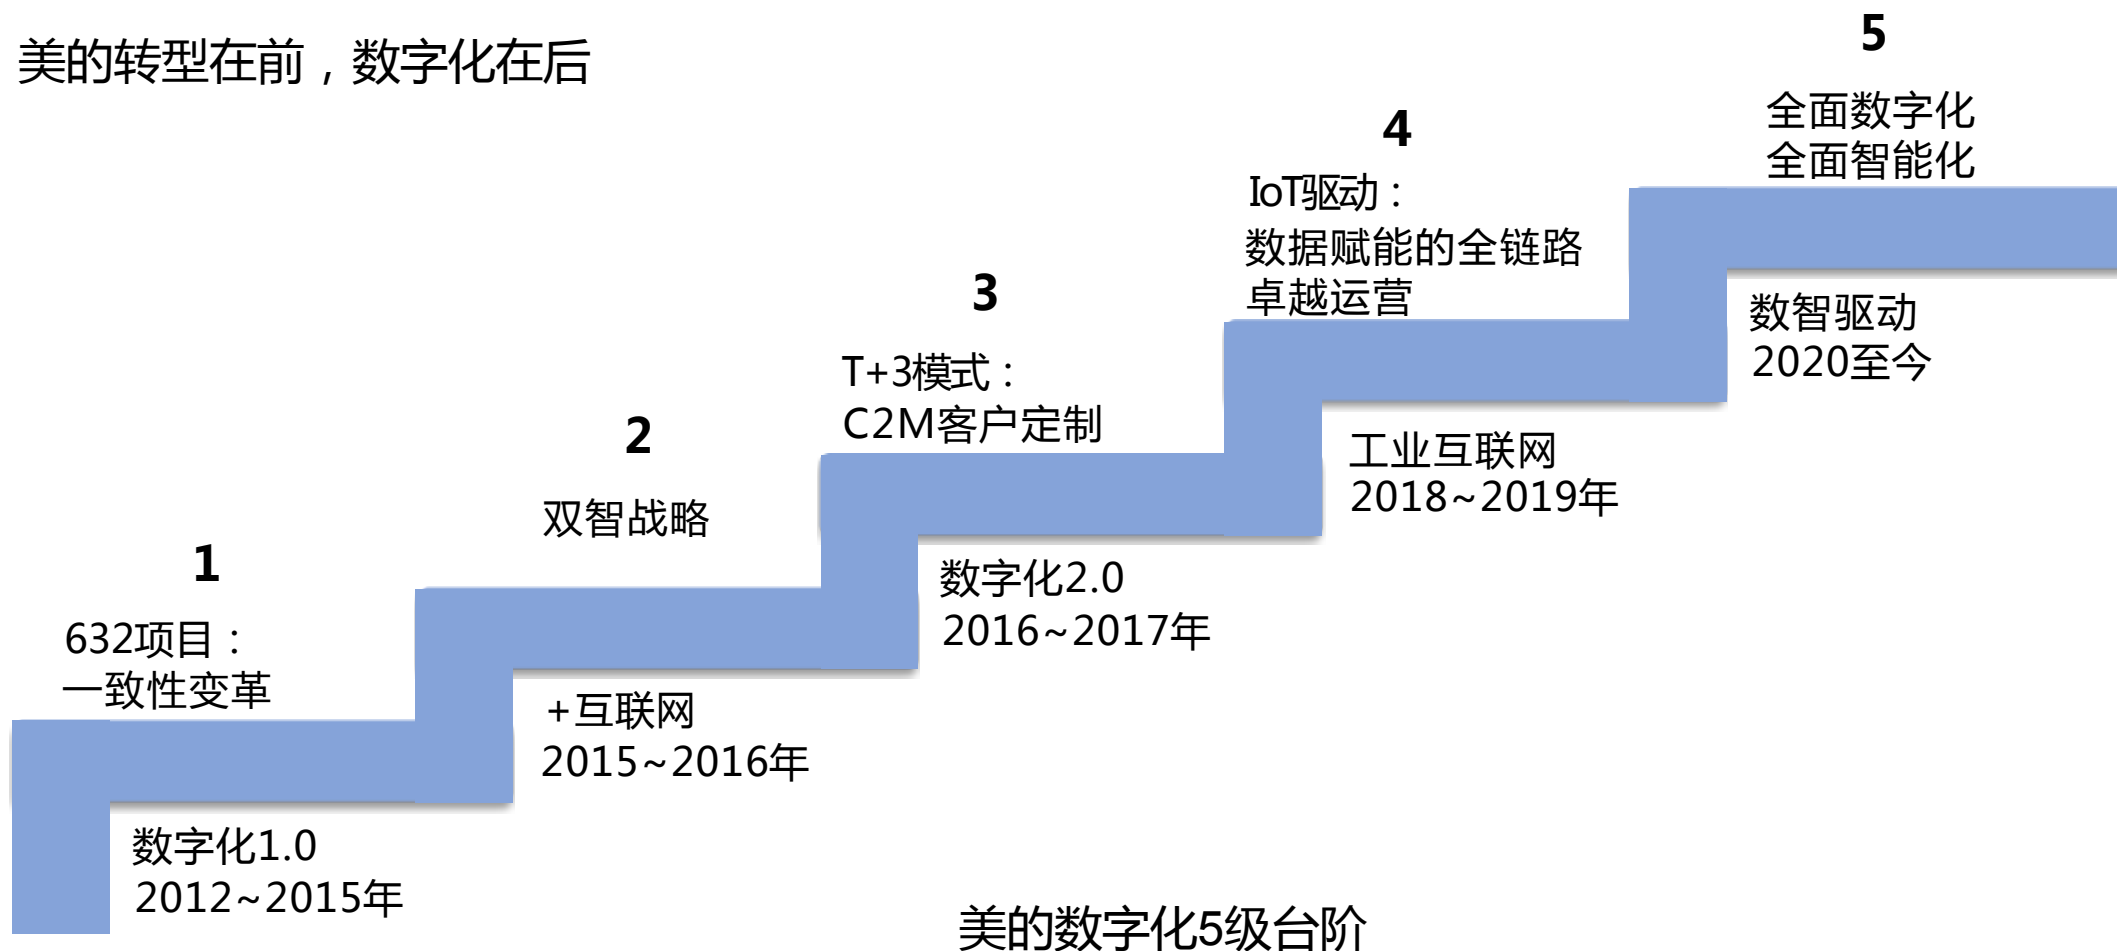 美的转型在前，数字化在后
1
632项目：
一致性变革
数字化1.0
2012~2015年
2
双智战略
+互联网
2015~2016年
3
T+3模式：
C2M客户定制
数字化2.0
2016~2017年
4
IoT驱动：
数据赋能的全链路
卓越运营
工业互联网
2018~2019年
5
全面数字化
全面智能化
数智驱动
2020至今
美的数字化5级台阶